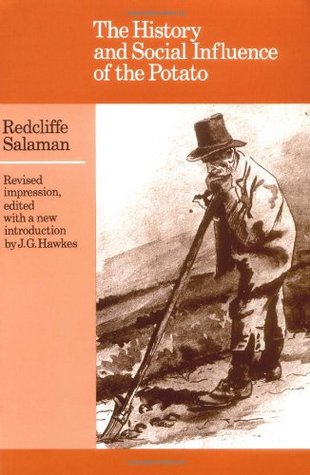 The History
and Social Influence
of the Potato
Redcliffe
Salaman
Revised
impression,
edited
with a new
introduction
by J.G. Hawkes